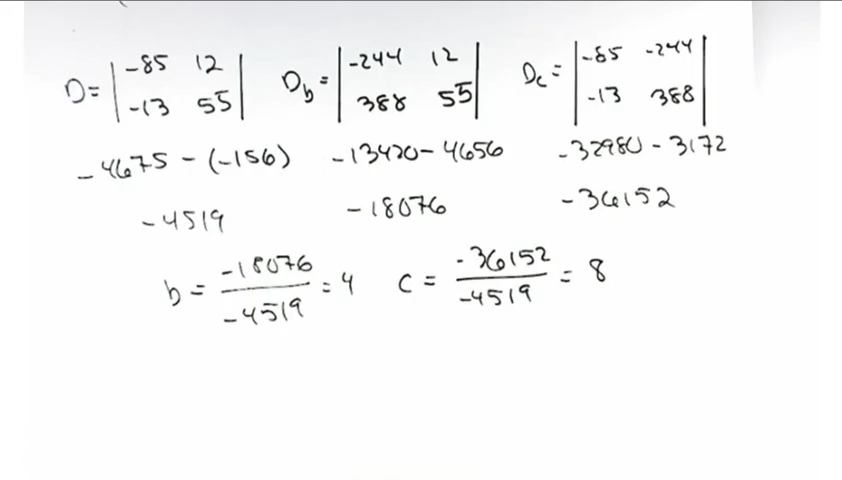 D= | -85 12 | D_b = | -244 12 | D_c = | -85 -244 |
| -13 55 | | 388 55 | | -13 388 |
-4675 - (-156) -13420 - 4656 -32980 - 3172
-4519 -18076 -36152
b = -18076 / -4519 = 4 c = -36152 / -4519 = 8